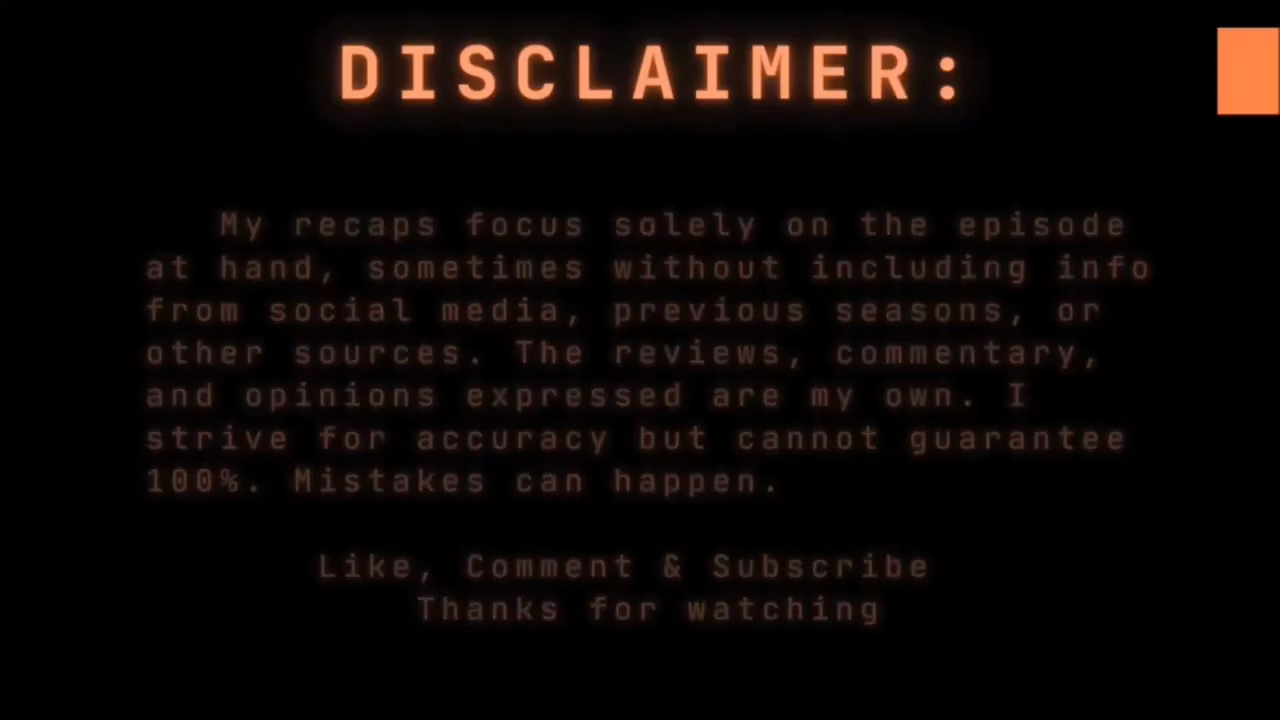 DISCLAIMER:
My recaps focus solely on the episode
at hand, sometimes without including info
from social media, previous seasons, or
other sources. The reviews, commentary,
and opinions expressed are my own. I
strive for accuracy but cannot guarantee
100%. Mistakes can happen.
Like, Comment & Subscribe
Thanks for watching